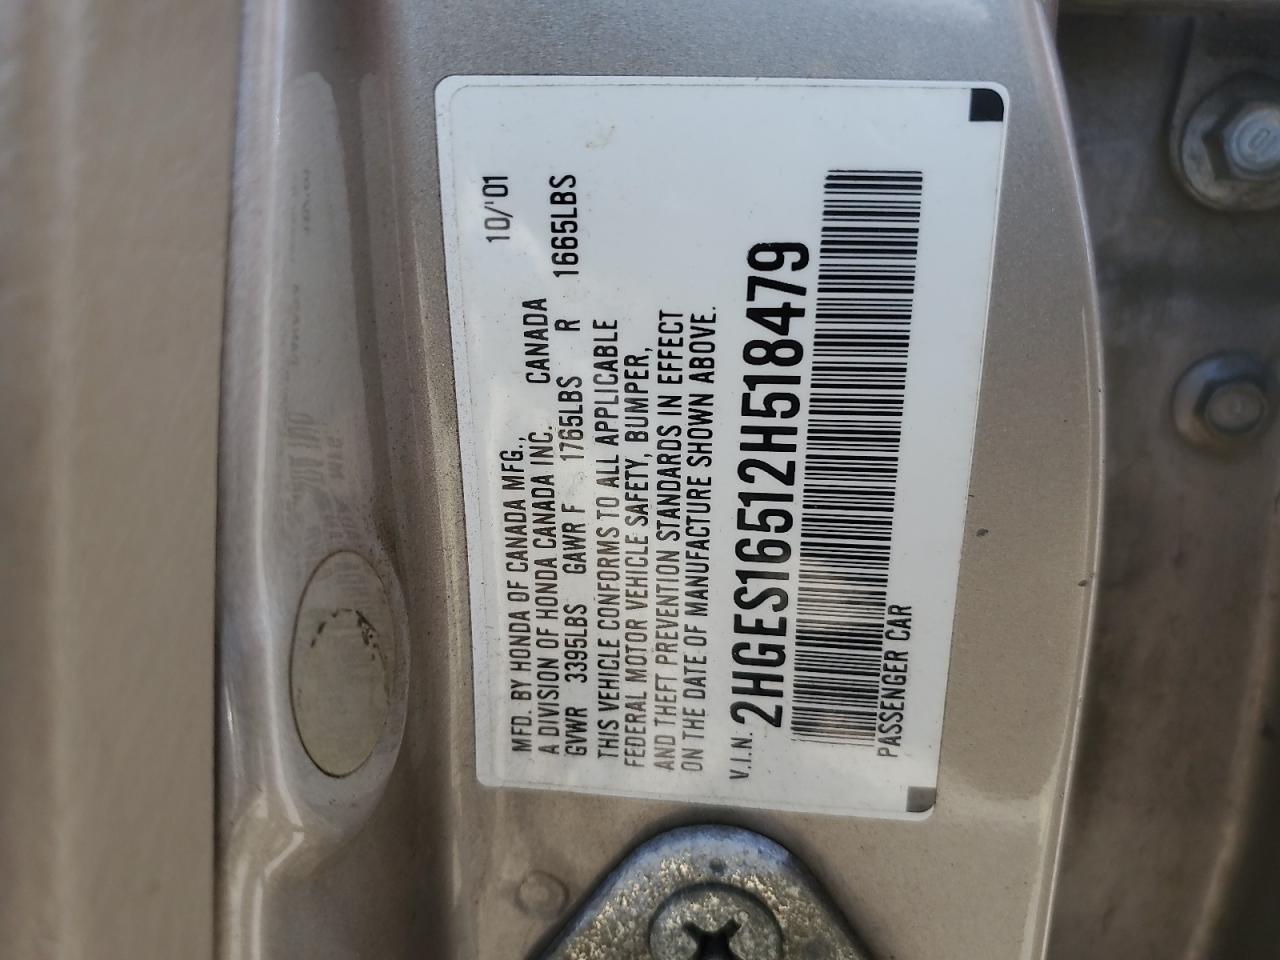 MFD. BY HONDA OF CANADA MFG., 10/'01
A DIVISION OF HONDA CANADA INC. CANADA
GVWR 3395LBS GAWR F 1765LBS R 1665LBS
THIS VEHICLE CONFORMS TO ALL APPLICABLE
FEDERAL MOTOR VEHICLE SAFETY, BUMPER,
AND THEFT PREVENTION STANDARDS IN EFFECT
ON THE DATE OF MANUFACTURE SHOWN ABOVE.
V.I.N. 2HGES16512H518479
PASSENGER CAR